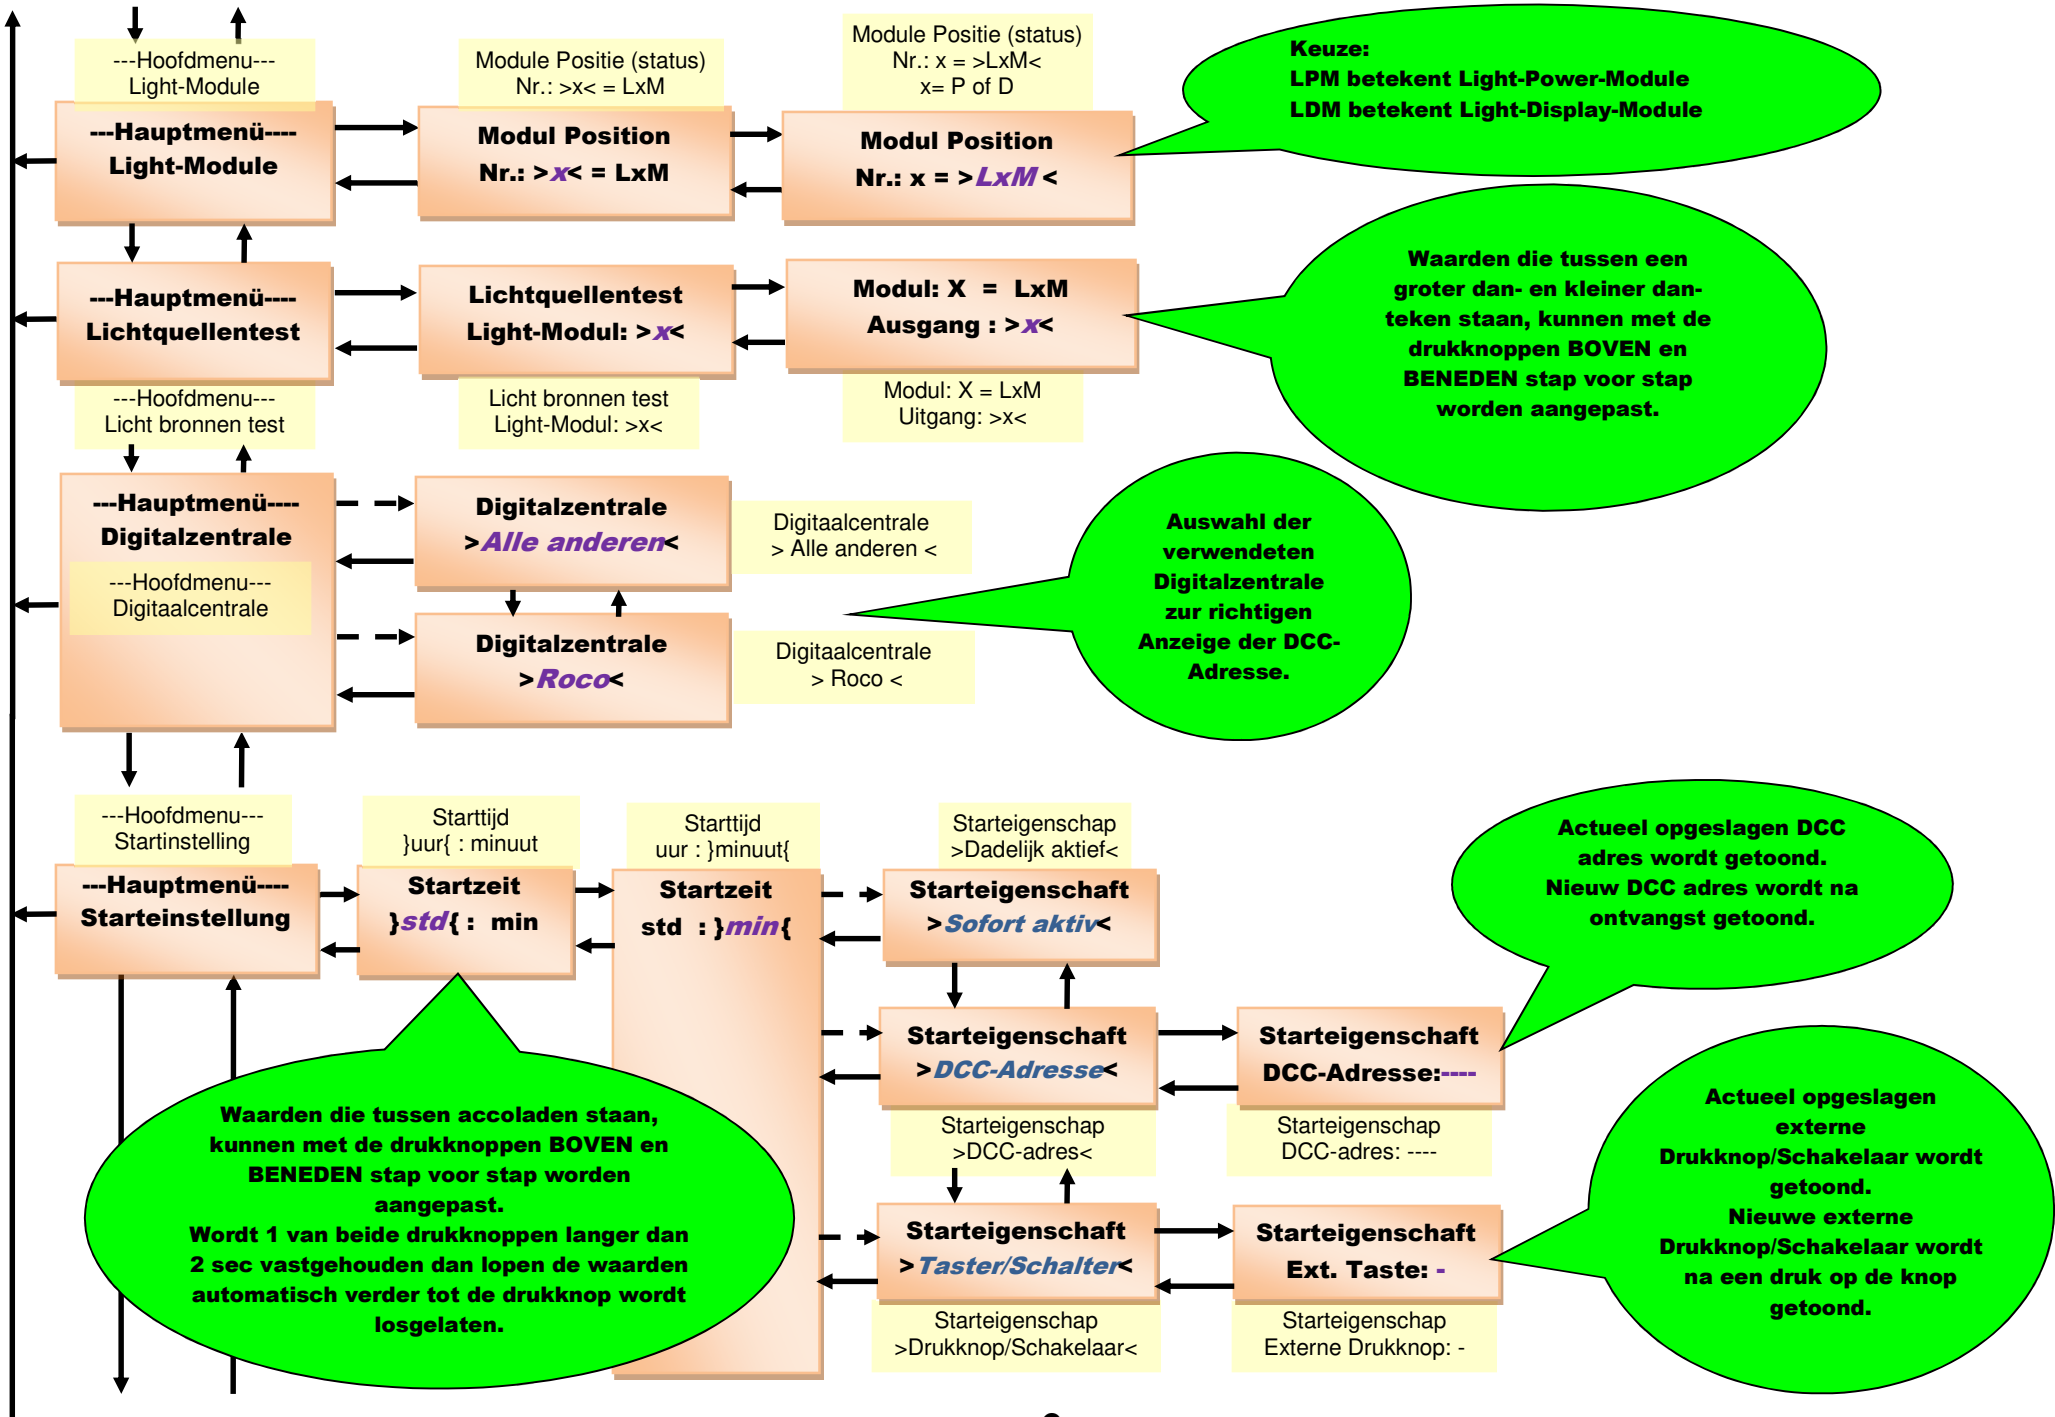 ---Hoofdmenu---
Light-Module
---Hauptmenü----
Light-Module
Module Positie (status)
Nr.: >x< = LxM
Modul Position
Nr.: >x< = LxM
Module Positie (status)
Nr.: x = >LxM<
x= P of D
Modul Position
Nr.: x = >LxM <
Keuze:
LPM betekent Light-Power-Module
LDM betekent Light-Display-Module
---Hauptmenü----
Lichtquellentest
---Hoofdmenu---
Licht bronnen test
Lichtquellentest
Light-Modul: >x<
Licht bronnen test
Light-Modul: >x<
Modul: X = LxM
Ausgang : >x<
Modul: X = LxM
Uitgang: >x<
Waarden die tussen een
groter dan- en kleiner dan-
teken staan, kunnen met de
drukknoppen BOVEN en
BENEDEN stap voor stap
worden aangepast.
---Hauptmenü----
Digitalzentrale
---Hoofdmenu---
Digitaalcentrale
Digitalzentrale
>Alle anderen<
Digitaalcentrale
> Alle anderen <
Digitalzentrale
>Roco<
Digitaalcentrale
> Roco <
Auswahl der
verwendeten
Digitalzentrale
zur richtigen
Anzeige der DCC-
Adresse.
---Hoofdmenu---
Startinstelling
---Hauptmenü----
Starteinstellung
Starttijd
}uur{ : minuut
Startzeit
}std{ : min
Starttijd
uur : }minuut{
Startzeit
std : }min{
Starteigenschap
>Dadelijk aktief<
Starteigenschaft
>Sofort aktiv<
Starteigenschaft
>DCC-Adresse<
Starteigenschap
>DCC-adres<
Starteigenschaft
DCC-Adresse:----
Starteigenschap
DCC-adres: ----
Actueel opgeslagen DCC
adres wordt getoond.
Nieuw DCC adres wordt na
ontvangst getoond.
Starteigenschaft
>Taster/Schalter<
Starteigenschap
>Drukknop/Schakelaar<
Starteigenschaft
Ext. Taste: -
Starteigenschap
Externe Drukknop: -
Actueel opgeslagen
externe
Drukknop/Schakelaar wordt
getoond.
Nieuwe externe
Drukknop/Schakelaar wordt
na een druk op de knop
getoond.
Waarden die tussen accoladen staan,
kunnen met de drukknoppen BOVEN en
BENEDEN stap voor stap worden
aangepast.
Wordt 1 van beide drukknoppen langer dan
2 sec vastgehouden dan lopen de waarden
automatisch verder tot de drukknop wordt
losgelaten.